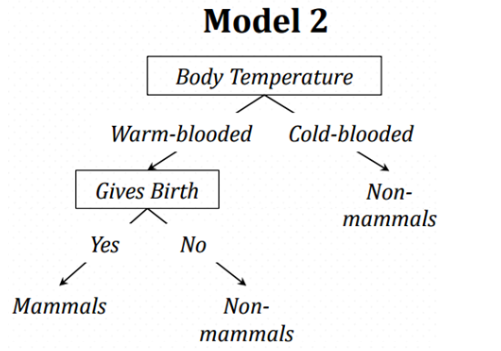 Model 2
Body Temperature
Warm-blooded Cold-blooded
Gives Birth
Non-
mammals
Yes No
Mammals
Non-
mammals